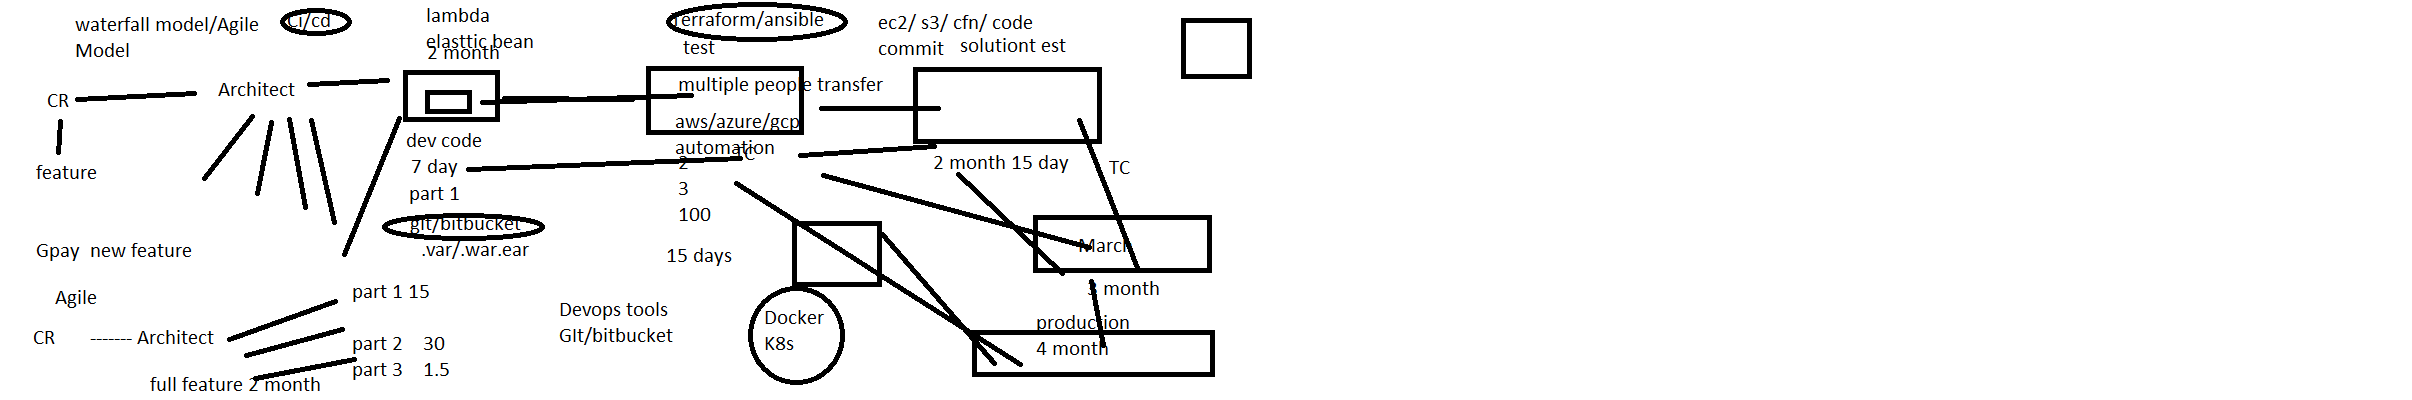 waterfall model/Agile
Model
Ci/cd
lambda
elasttic bean
2 month
Terraform/ansible
test
ec2/ s3/ cfn/ code
commit
solutiont est
CR
Architect
multiple people transfer
aws/azure/gcp
automation
TC
dev code
7 day
part 1
2
3
100
2 month 15 day
TC
feature
git/bitbucket
.var/.war.ear
Gpay new feature
15 days
March
3 month
Agile
part 1 15
Devops tools
GIt/bitbucket
Docker
K8s
production
4 month
CR ------- Architect
part 2 30
part 3 1.5
full feature 2 month